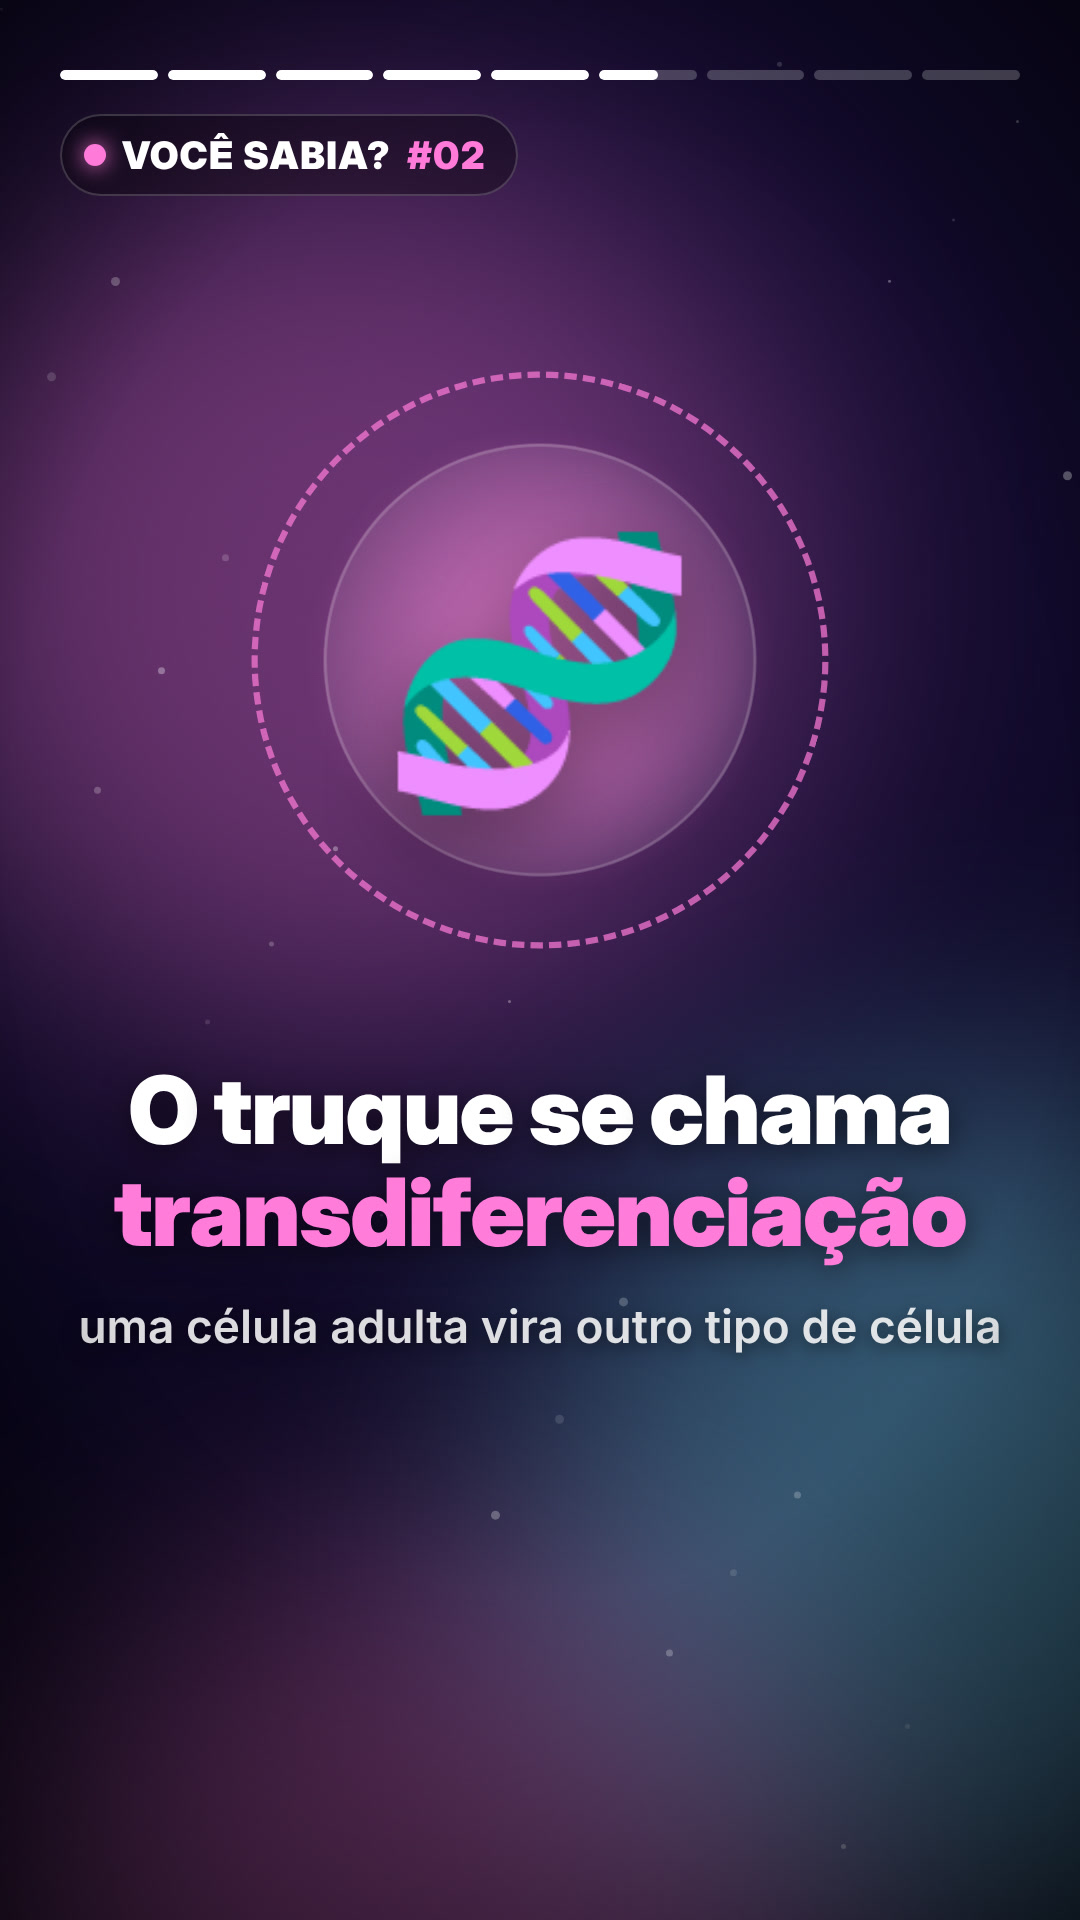 VOCÊ SABIA? #02
O truque se chama
transdiferenciação
uma célula adulta vira outro tipo de célula